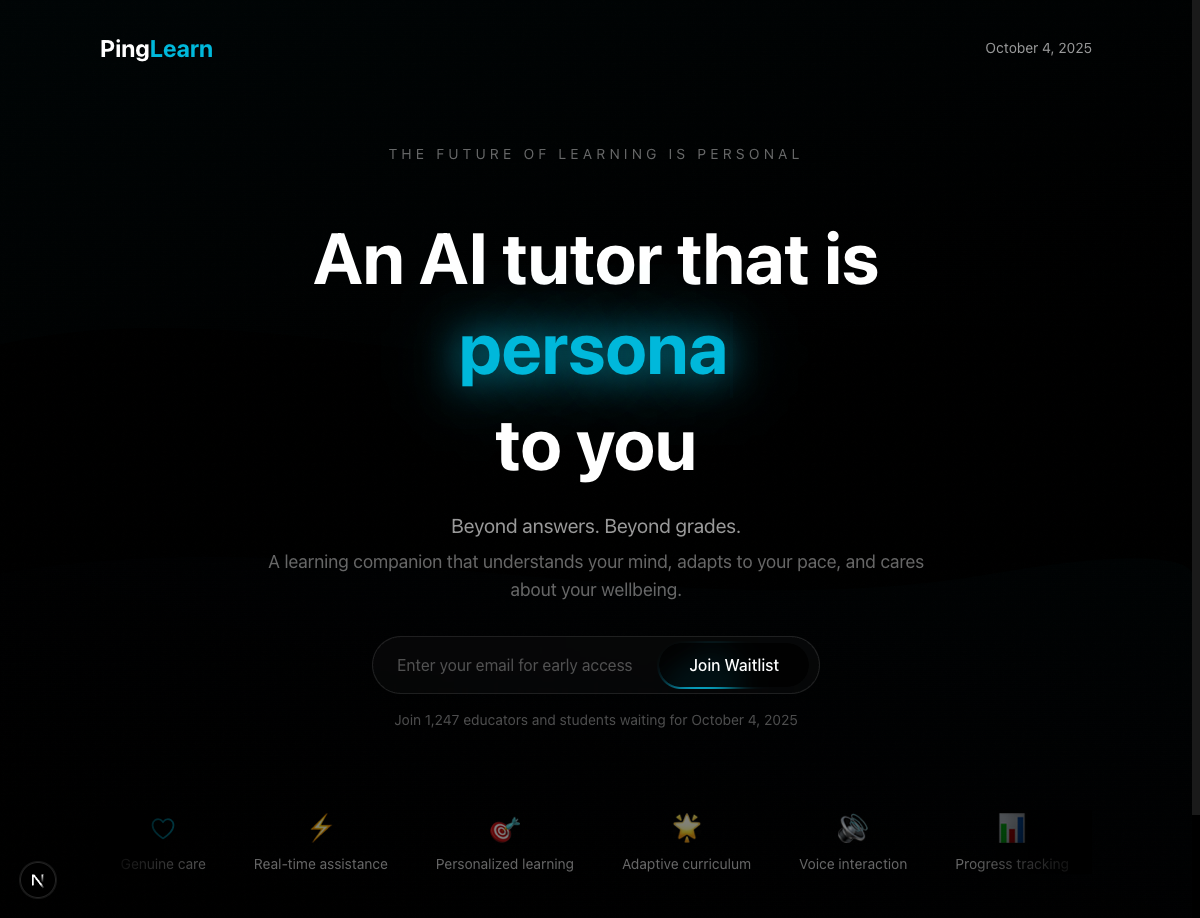 PingLearn
October 4, 2025
THE FUTURE OF LEARNING IS PERSONAL
An AI tutor that is
persona
to you
Beyond answers. Beyond grades.
A learning companion that understands your mind, adapts to your pace, and cares
about your wellbeing.
Enter your email for early access
Join Waitlist
Join 1,247 educators and students waiting for October 4, 2025
Genuine care
Real-time assistance
Personalized learning
Adaptive curriculum
Voice interaction
Progress tracking
N